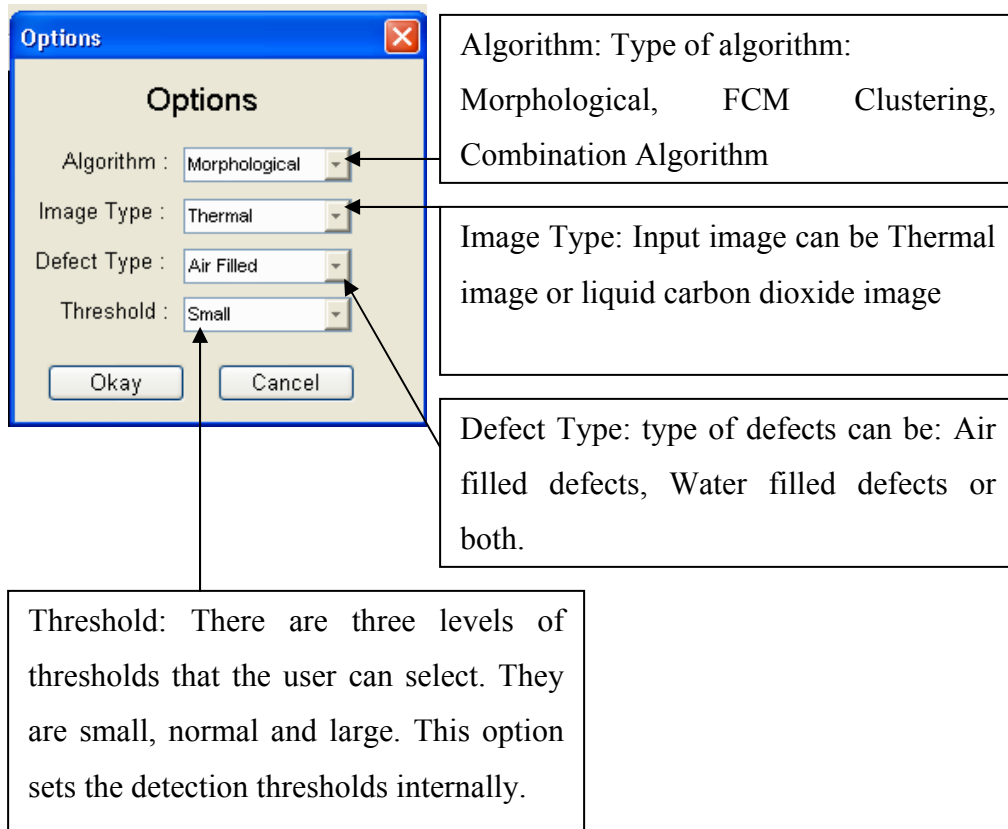 Options
Options
Algorithm : Morphological
Image Type : Thermal
Defect Type : Air Filled
Threshold : Small
Okay Cancel
Algorithm: Type of algorithm:
Morphological, FCM Clustering,
Combination Algorithm
Image Type: Input image can be Thermal
image or liquid carbon dioxide image
Defect Type: type of defects can be: Air
filled defects, Water filled defects or
both.
Threshold: There are three levels of
thresholds that the user can select. They
are small, normal and large. This option
sets the detection thresholds internally.